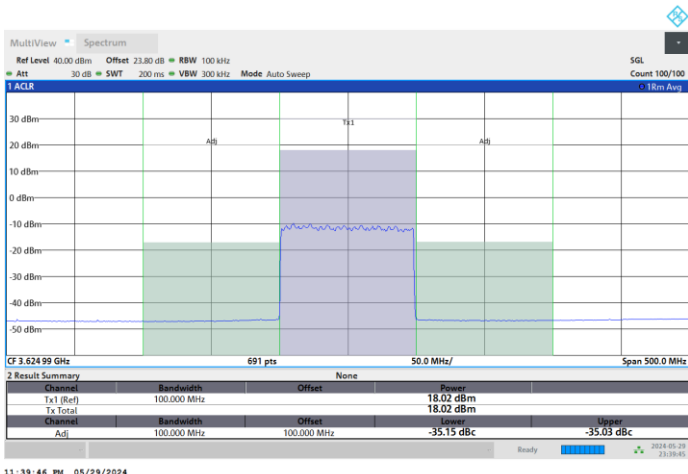 MultiView Spectrum
Ref Level 40.00 dBm Offset 23.80 dB RBW 100 kHz SGL
Att 30 dB SWT 200 ms VBW 300 kHz Mode Auto Sweep Count 100/100
1 ACLR 1Rm Avg
30 dBm
Tx1
20 dBm
Adj Adj
10 dBm
0 dBm
-10 dBm
-20 dBm
-30 dBm
-40 dBm
-50 dBm
CF 3.624 99 GHz 691 pts 50.0 MHz/ Span 500.0 MHz
2 Result Summary None
Channel Bandwidth Offset Power
Tx1 (Ref) 100.000 MHz 18.02 dBm
Tx Total 18.02 dBm
Channel Bandwidth Offset Lower Upper
Adj 100.000 MHz 100.000 MHz -35.15 dBc -35.03 dBc
Ready 2024-05-29
23:39:45
11:39:46 PM 05/29/2024